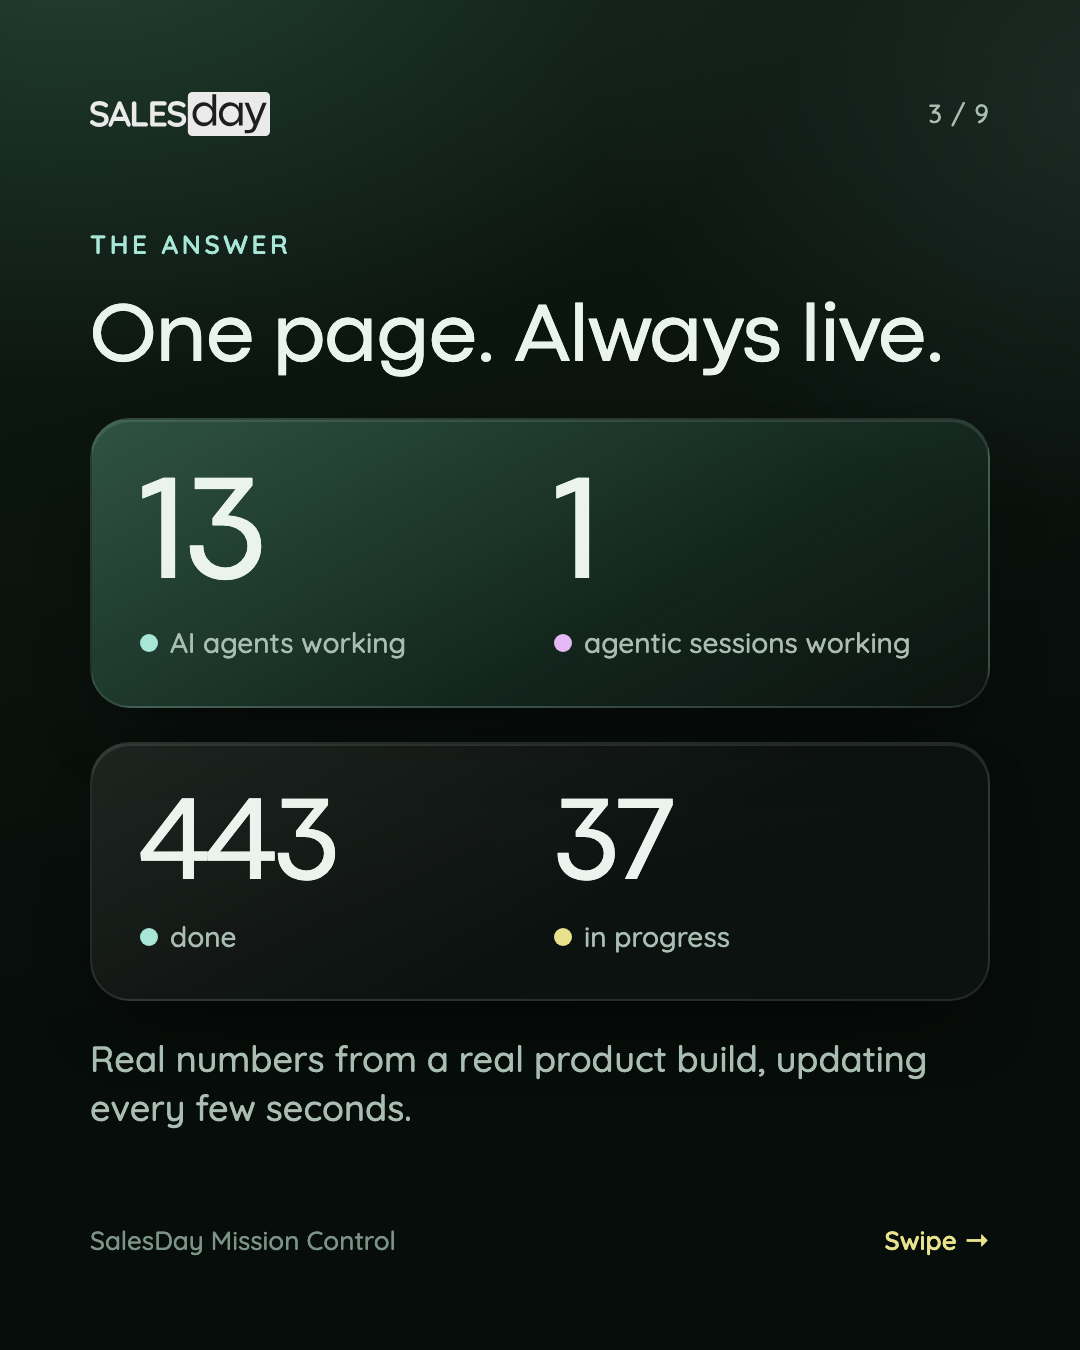 SALESday
3 / 9
THE ANSWER
One page. Always live.
13
1
AI agents working
agentic sessions working
443
37
done
in progress
Real numbers from a real product build, updating
every few seconds.
SalesDay Mission Control
Swipe →